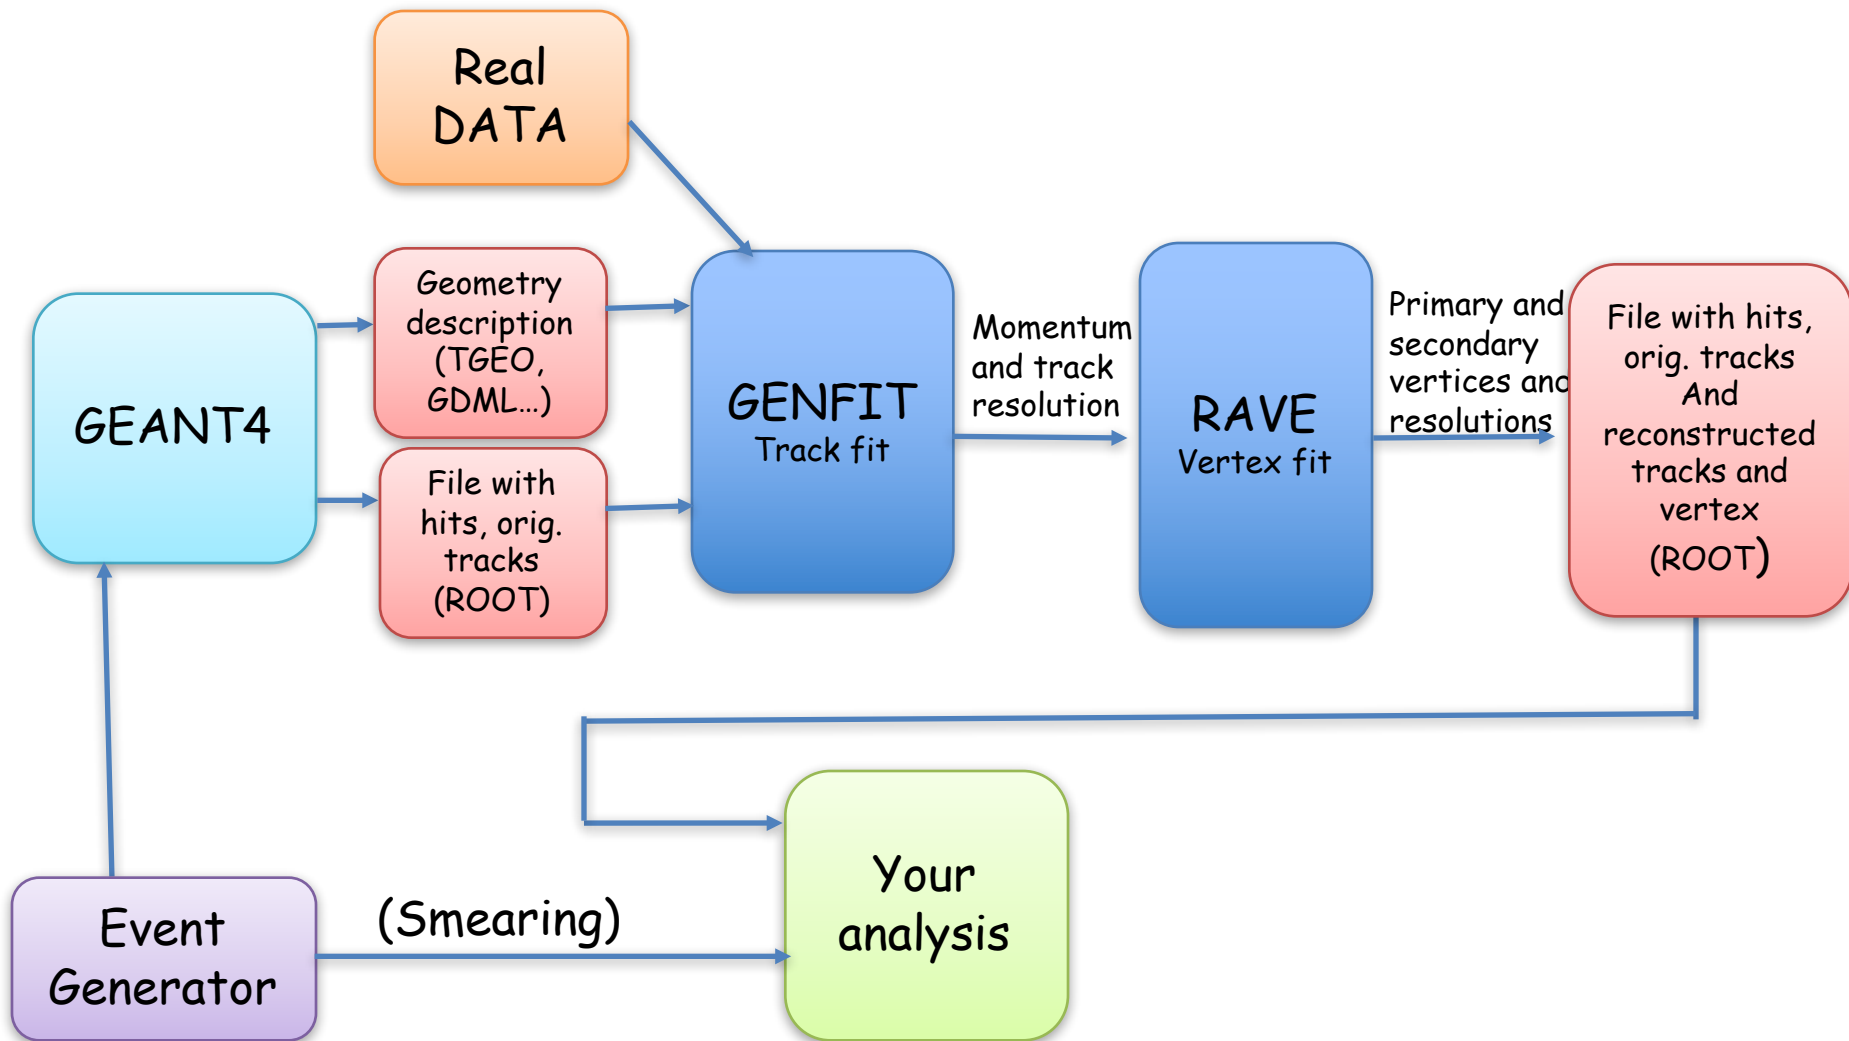 Real
DATA
Geometry
description
(TGEO,
GDML...)
GEANT4
File with
hits, orig.
tracks
(ROOT)
GENFIT
Track fit
Momentum
and track
resolution
RAVE
Vertex fit
Primary and
secondary
vertices and
resolutions
File with hits,
orig. tracks
And
reconstructed
tracks and
vertex
(ROOT)
Event
Generator
(Smearing)
Your
analysis